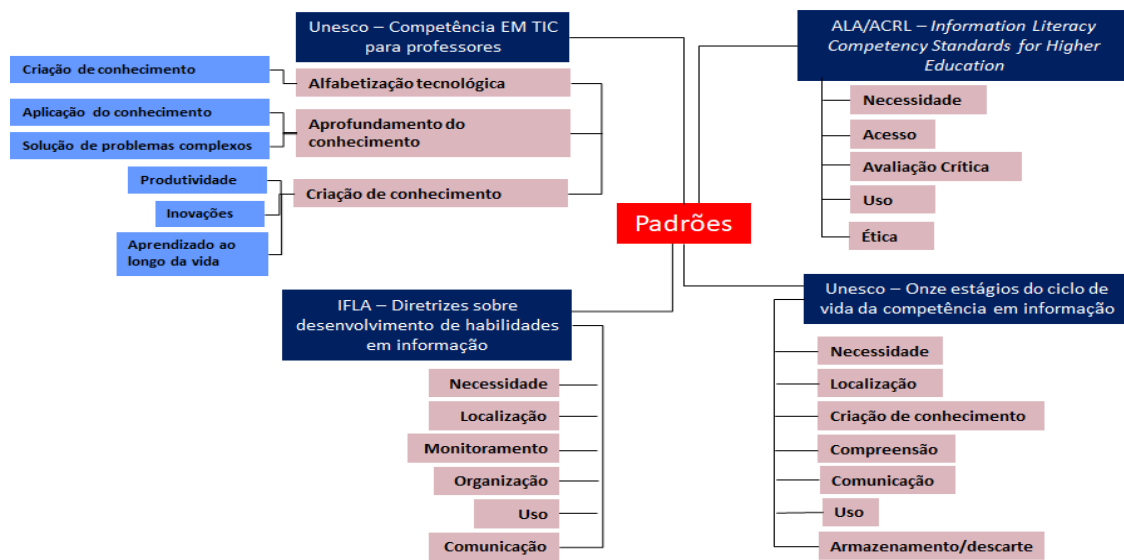 Unesco – Competência EM TIC
para professores
Criação de conhecimento
Alfabetização tecnológica
Aplicação do conhecimento
Solução de problemas complexos
Aprofundamento do
conhecimento
Produtividade
Inovações
Aprendizado ao
longo da vida
Criação de conhecimento
ALA/ACRL – Information Literacy
Competency Standards for Higher
Education
Necessidade
Acesso
Avaliação Crítica
Uso
Ética
Padrões
IFLA – Diretrizes sobre
desenvolvimento de habilidades
em informação
Necessidade
Localização
Monitoramento
Organização
Uso
Comunicação
Unesco – Onze estágios do ciclo de
vida da competência em informação
Necessidade
Localização
Criação de conhecimento
Compreensão
Comunicação
Uso
Armazenamento/descarte